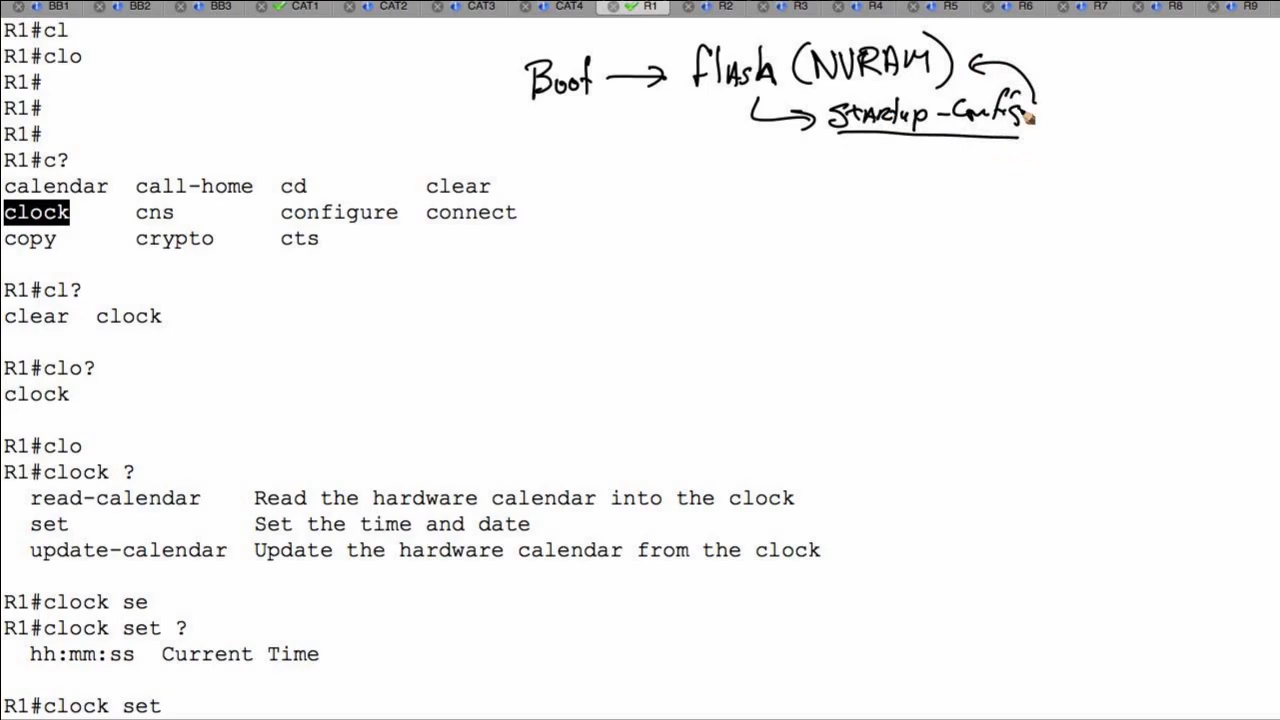 BB1 BB2 BB3 CAT1 CAT2 CAT3 CAT4 R1 R2 R3 R4 R5 R6 R7 R8 R9
R1#cl
R1#clo
R1#
R1#
R1#
R1#c?
calendar call-home cd clear
clock cns configure connect
copy crypto cts
R1#cl?
clear clock
R1#clo?
clock
R1#clo
R1#clock ?
read-calendar Read the hardware calendar into the clock
set Set the time and date
update-calendar Update the hardware calendar from the clock
R1#clock se
R1#clock set ?
hh:mm:ss Current Time
R1#clock set
Boot → flash (NVRAM) ←
↳ startup-config